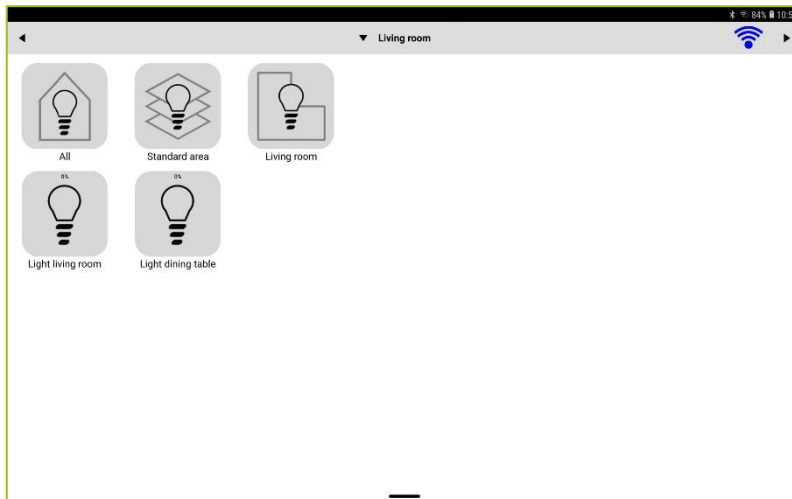 84% 10:5
Living room
All Standard area Living room
0% 0%
Light living room Light dining table